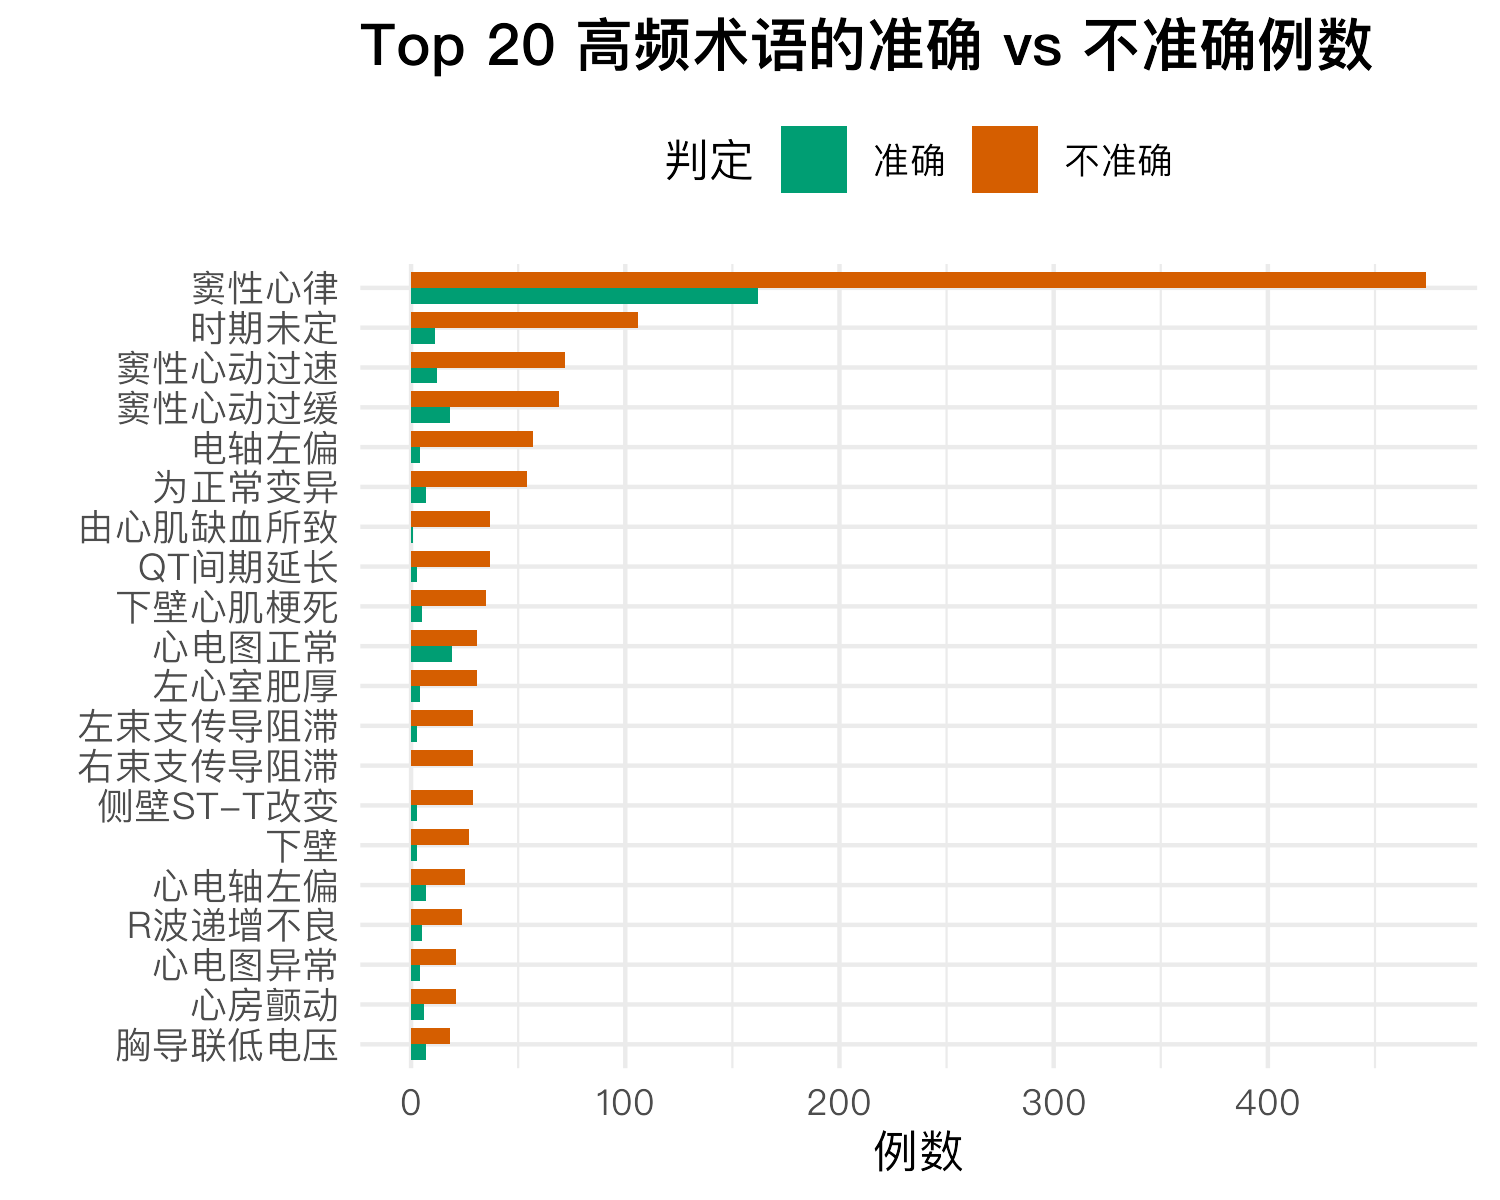 Top 20 高频术语的准确 vs 不准确例数
判定 准确 不准确
窦性心律
时期未定
窦性心动过速
窦性心动过缓
电轴左偏
为正常变异
由心肌缺血所致
QT间期延长
下壁心肌梗死
心电图正常
左心室肥厚
左束支传导阻滞
右束支传导阻滞
侧壁ST-T改变
下壁
心电轴左偏
R波递增不良
心电图异常
心房颤动
胸导联低电压
0 100 200 300 400
例数